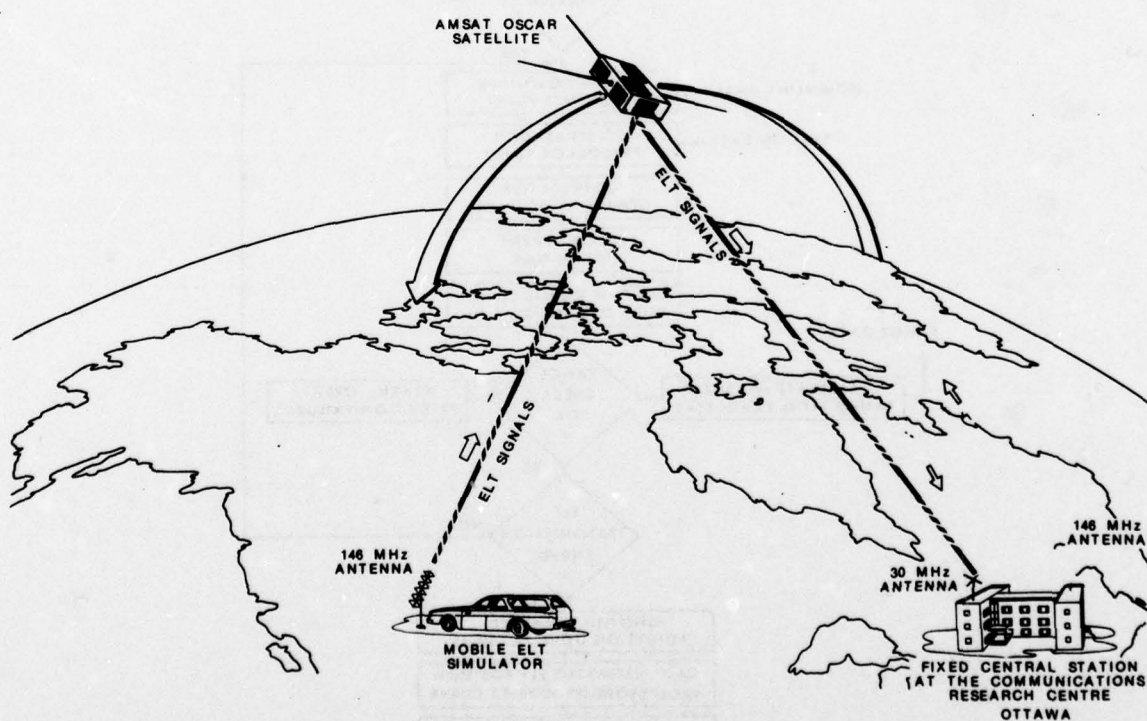 AMSAT OSCAR
SATELLITE
ELT SIGNALS
ELT SIGNALS
146 MHz
ANTENNA
MOBILE ELT
SIMULATOR
30 MHz
ANTENNA
146 MHz
ANTENNA
FIXED CENTRAL STATION
AT THE COMMUNICATIONS
RESEARCH CENTRE
OTTAWA